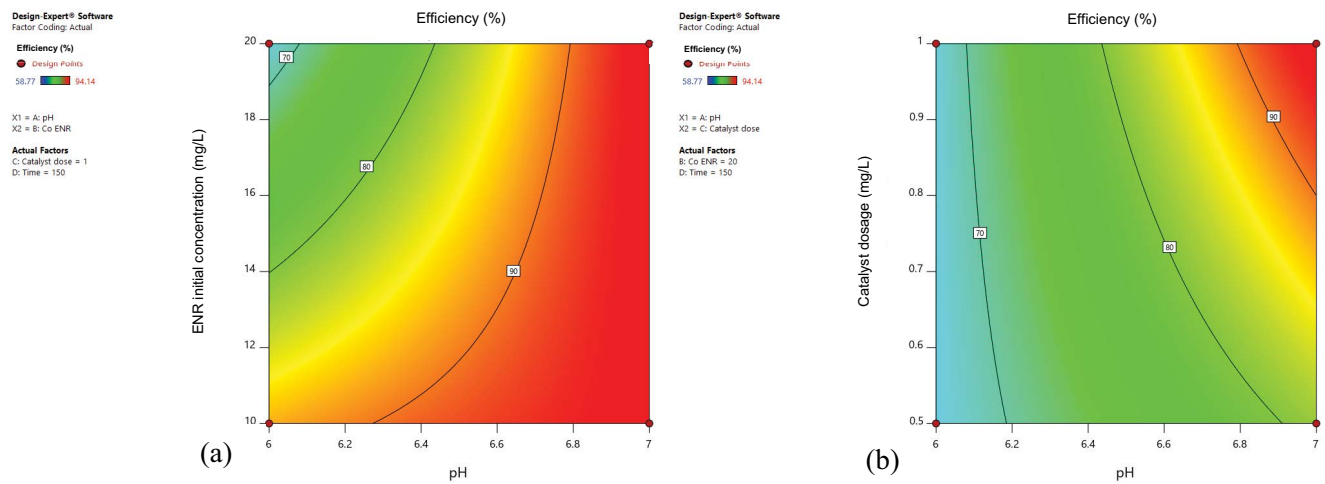 Design-Expert® Software
Factor Coding: Actual
Efficiency (%)
Design Points
58.77 94.14
X1 = A: pH
X2 = B: Co ENR
Actual Factors
C: Catalyst dose = 1
D: Time = 150
Efficiency (%)
ENR initial concentration (mg/L)
20
18
16
14
12
10
70
80
90
6 6.2 6.4 6.6 6.8 7
pH
(a)
Design-Expert® Software
Factor Coding: Actual
Efficiency (%)
Design Points
58.77 94.14
X1 = A: pH
X2 = C: Catalyst dose
Actual Factors
B: Co ENR = 20
D: Time = 150
Efficiency (%)
Catalyst dosage (mg/L)
1
0.9
0.8
0.7
0.6
0.5
90
70
80
6 6.2 6.4 6.6 6.8 7
pH
(b)